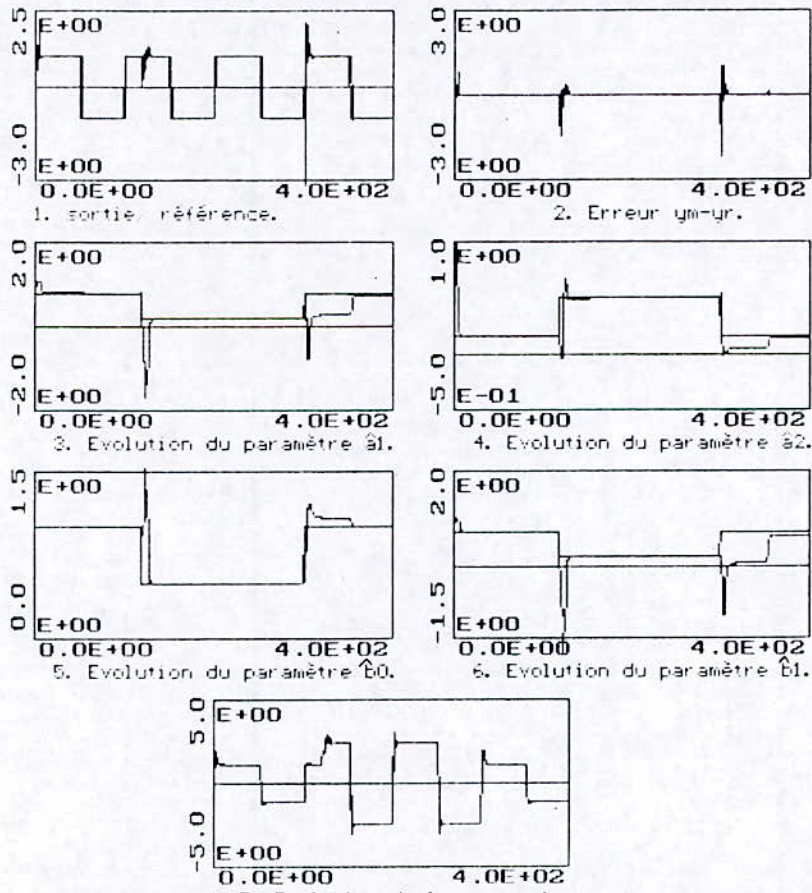 2.5
E+00
-3.0
E+00
0.0E+00
4.0E+02
1. sortie, référence.
3.0
E+00
-3.0
E+00
0.0E+00
4.0E+02
2. Erreur ym-yr.
2.0
E+00
-2.0
E+00
0.0E+00
4.0E+02
3. Evolution du paramètre â1.
1.0
E+00
-5.0
E-01
0.0E+00
4.0E+02
4. Evolution du paramètre â2.
1.5
E+00
0.0
E+00
0.0E+00
4.0E+02
5. Evolution du paramètre b̂0.
2.0
E+00
-1.5
E+00
0.0E+00
4.0E+02
6. Evolution du paramètre b̂1.
5.0
E+00
-5.0
E+00
0.0E+00
4.0E+02